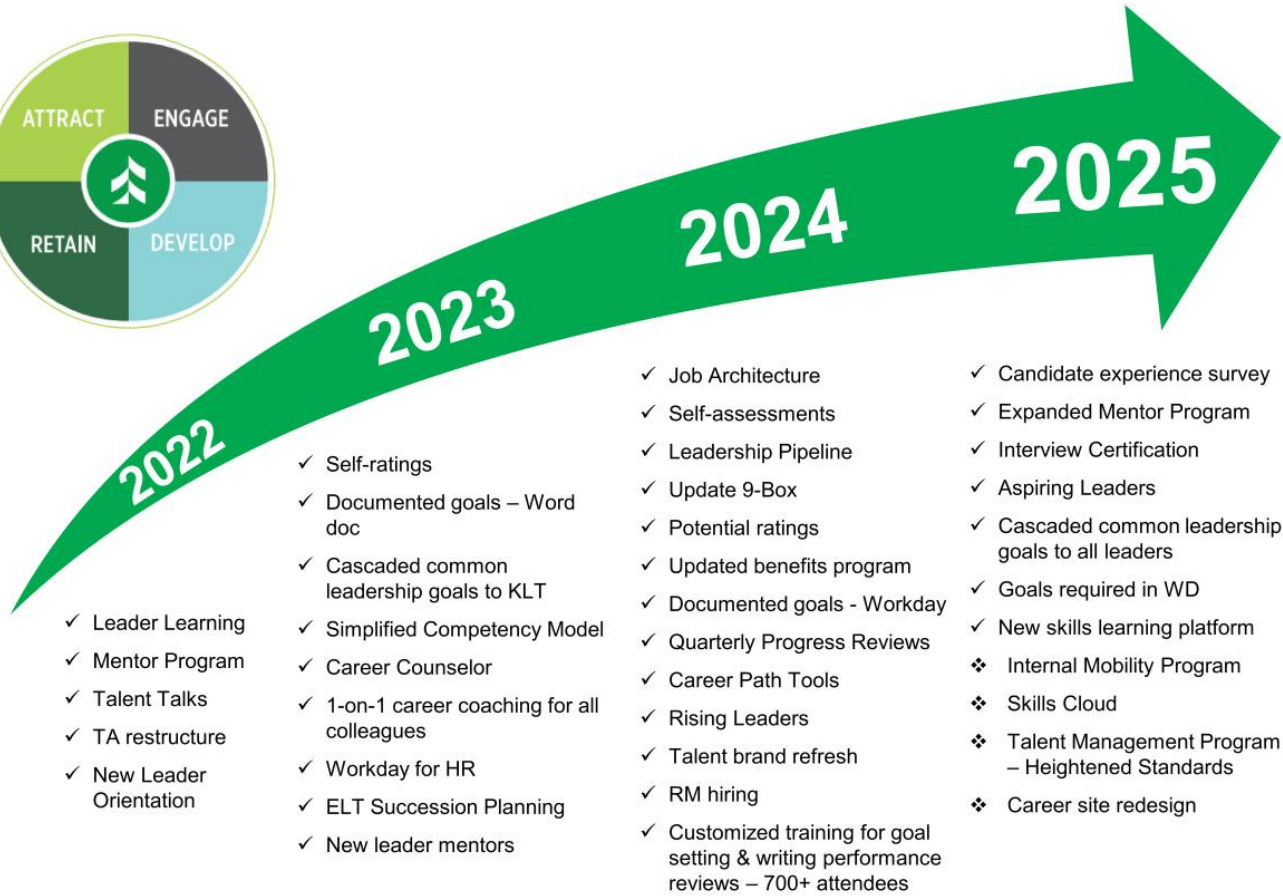 ATTRACT
ENGAGE
RETAIN
DEVELOP
2022
2023
2024
2025
✓ Leader Learning
✓ Mentor Program
✓ Talent Talks
✓ TA restructure
✓ New Leader
Orientation
✓ Self-ratings
✓ Documented goals – Word
doc
✓ Cascaded common
leadership goals to KLT
✓ Simplified Competency Model
✓ Career Counselor
✓ 1-on-1 career coaching for all
colleagues
✓ Workday for HR
✓ ELT Succession Planning
✓ New leader mentors
✓ Job Architecture
✓ Self-assessments
✓ Leadership Pipeline
✓ Update 9-Box
✓ Potential ratings
✓ Updated benefits program
✓ Documented goals - Workday
✓ Quarterly Progress Reviews
✓ Career Path Tools
✓ Rising Leaders
✓ Talent brand refresh
✓ RM hiring
✓ Customized training for goal
setting & writing performance
reviews – 700+ attendees
✓ Candidate experience survey
✓ Expanded Mentor Program
✓ Interview Certification
✓ Aspiring Leaders
✓ Cascaded common leadership
goals to all leaders
✓ Goals required in WD
✓ New skills learning platform
❖ Internal Mobility Program
❖ Skills Cloud
❖ Talent Management Program
– Heightened Standards
❖ Career site redesign